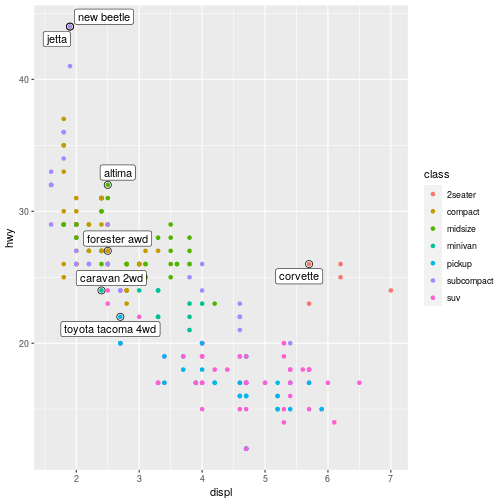 new beetle
jetta
altima
forester awd
caravan 2wd
toyota tacoma 4wd
corvette
40
30
20
hwy
2
3
4
5
6
7
displ
class
2seater
compact
midsize
minivan
pickup
subcompact
suv